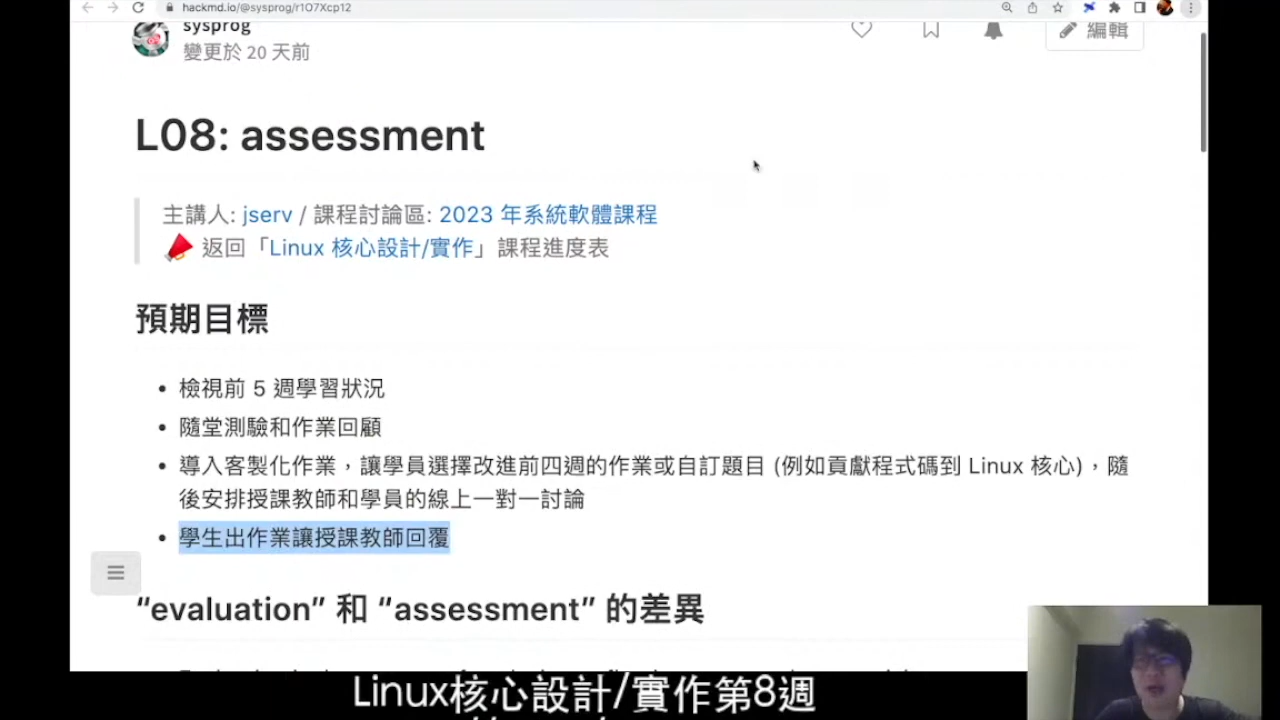 hackmd.io/@sysprog/r1O7Xcp12
sysprog
變更於 20 天前
編輯
L08: assessment
主講人: jserv / 課程討論區: 2023 年系統軟體課程
返回「Linux 核心設計/實作」課程進度表
預期目標
• 檢視前 5 週學習狀況
• 隨堂測驗和作業回顧
• 導入客製化作業，讓學員選擇改進前四週的作業或自訂題目 (例如貢獻程式碼到 Linux 核心)，隨
後安排授課教師和學員的線上一對一討論
• 學生出作業讓授課教師回覆
“evaluation” 和 “assessment” 的差異
Linux核心設計/實作第8週